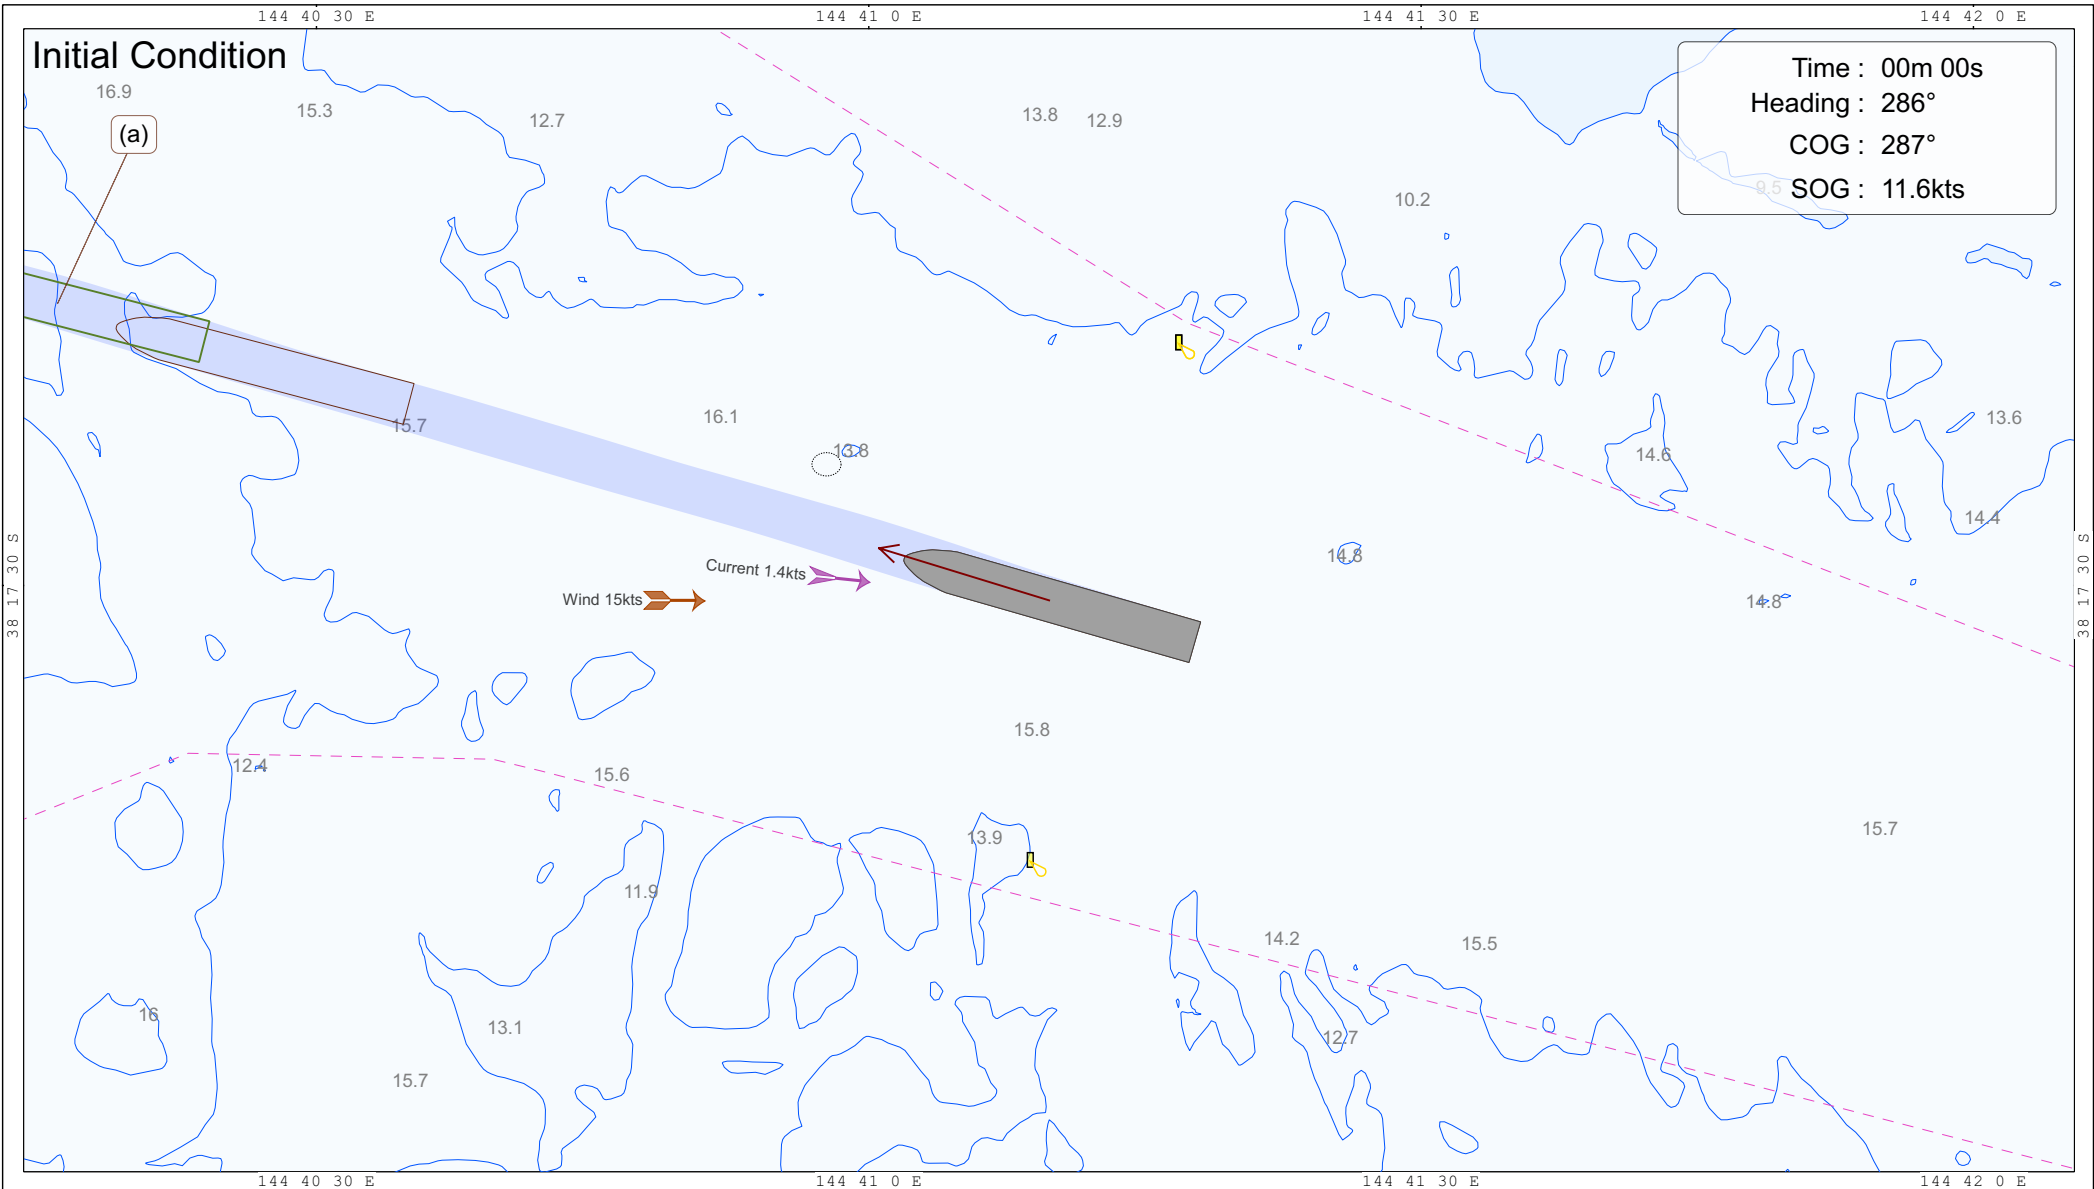 144 40 30 E
144 41 0 E
144 41 30 E
144 42 0 E
Initial Condition
Time : 00m 00s
Heading : 286°
COG : 287°
SOG : 11.6kts
9.5
16.9
15.3
12.7
13.8
12.9
(a)
10.2
15.7
16.1
13.8
13.6
14.6
14.4
14.8
14.8
38 17 30 S
38 17 30 S
Current 1.4kts
Wind 15kts
15.8
12.4
15.6
13.9
15.7
11.9
14.2
15.5
16
13.1
12.7
15.7
144 40 30 E
144 41 0 E
144 41 30 E
144 42 0 E